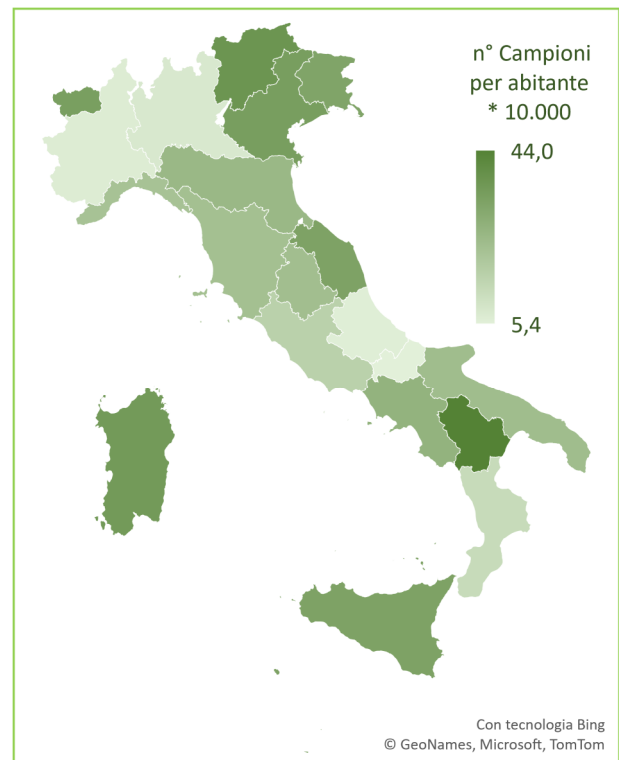 n° Campioni
per abitante
* 10.000
44,0
5,4
Con tecnologia Bing
© GeoNames, Microsoft, TomTom